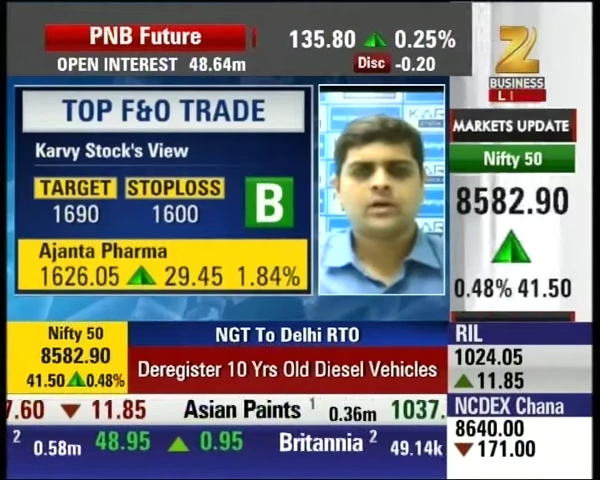 PNB Future
135.80 0.25%
OPEN INTEREST 48.64m
Disc -0.20
Z
BUSINESS
TOP F&O TRADE
Karvy Stock's View
TARGET STOPLOSS
1690 1600
B
Ajanta Pharma
1626.05 29.45 1.84%
MARKETS UPDATE
Nifty 50
8582.90
0.48% 41.50
Nifty 50
8582.90
41.50 0.48%
NGT To Delhi RTO
Deregister 10 Yrs Old Diesel Vehicles
RIL
1024.05
11.85
NCDEX Chana
8640.00
171.00
7.60 11.85 Asian Paints 1 0.36m 1037.
2 0.58m 48.95 0.95 Britannia 2 49.14k